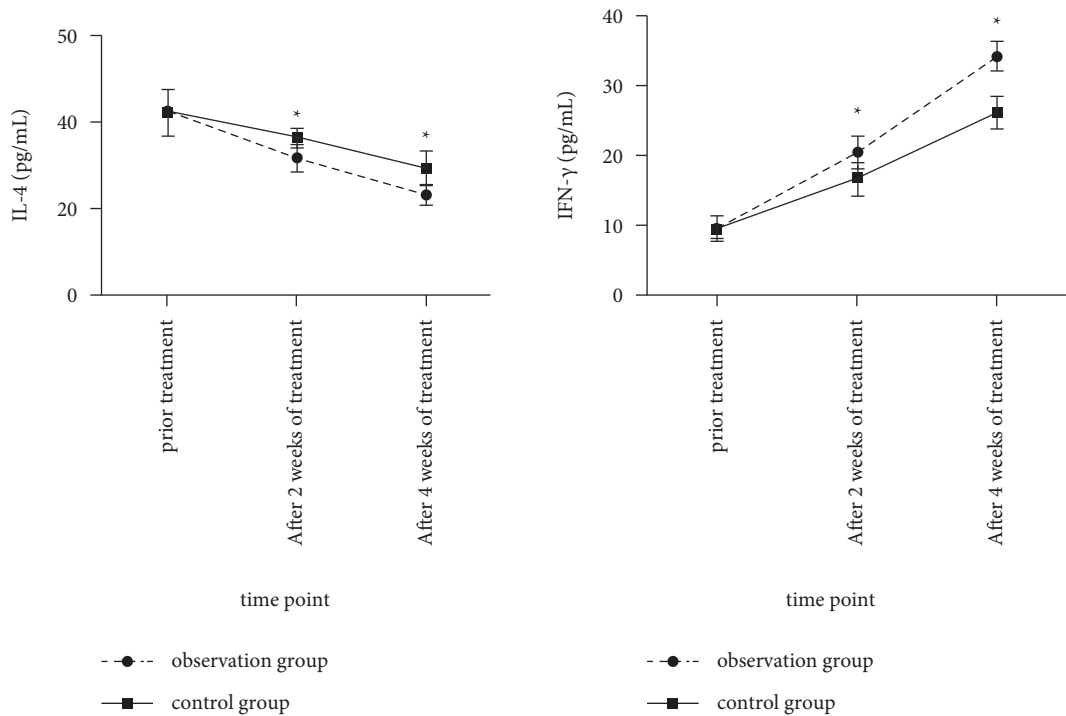 50
40
20
0
IL-4 (pg/mL)
*
*
prior treatment
After 2 weeks of treatment
After 4 weeks of treatment
time point
observation group
control group
40
30
20
10
0
IFN-γ (pg/mL)
*
*
prior treatment
After 2 weeks of treatment
After 4 weeks of treatment
time point
observation group
control group